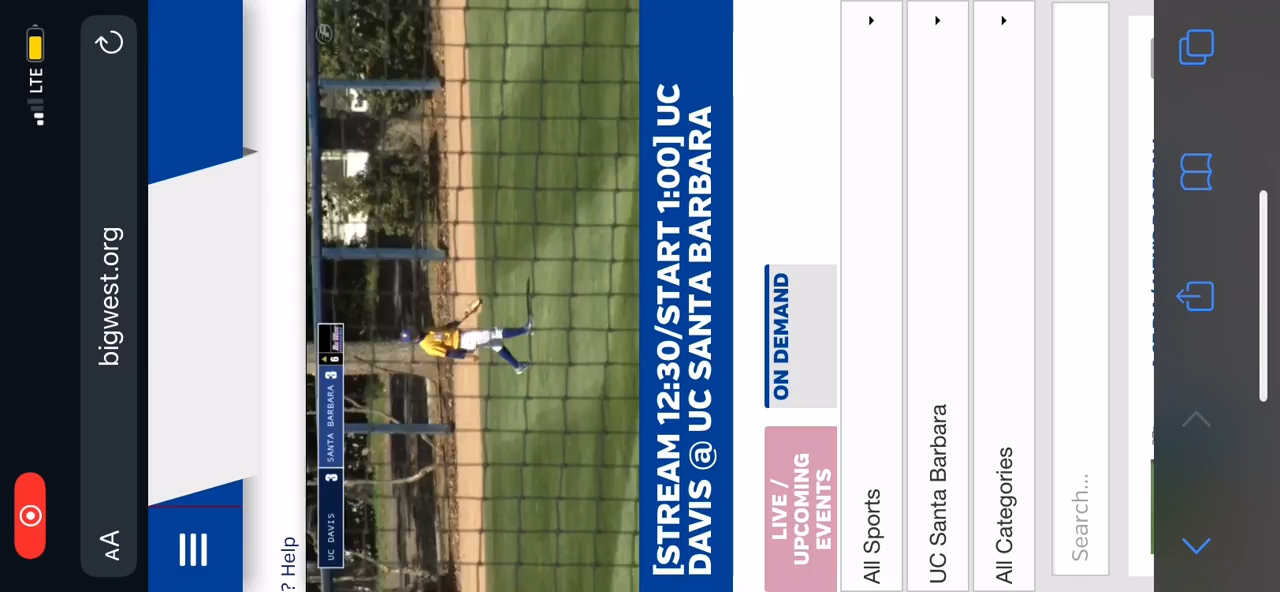 LTE
AA
bigwest.org
? Help
UC DAVIS 3 SANTA BARBARA 3 ▲ 6
[STREAM 12:30/START 1:00] UC
DAVIS @ UC SANTA BARBARA
LIVE /
UPCOMING
EVENTS
ON DEMAND
All Sports
UC Santa Barbara
All Categories
Search...